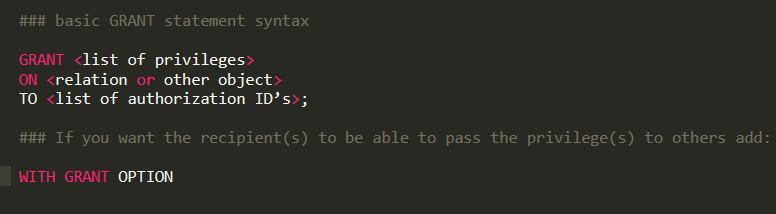 ### basic GRANT statement syntax
GRANT <list of privileges>
ON <relation or other object>
TO <list of authorization ID’s>;
### If you want the recipient(s) to be able to pass the privilege(s) to others add:
WITH GRANT OPTION